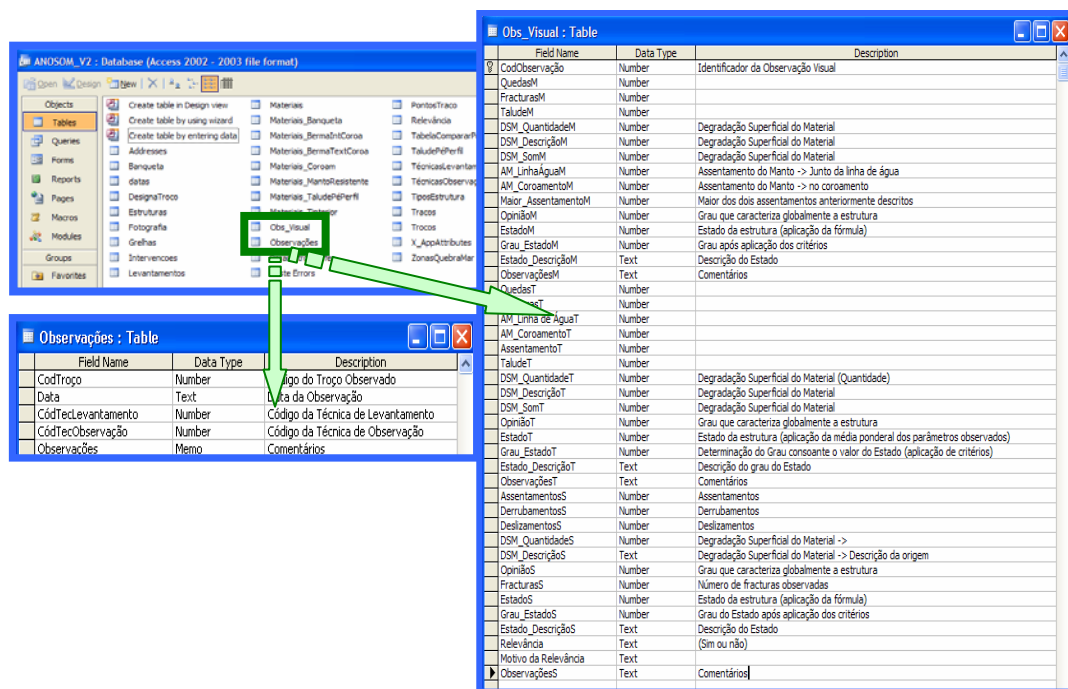 ANOSOM_V2 : Database (Access 2002 - 2003 file format)
Open Design New
Objects
Tables
Queries
Forms
Reports
Pages
Macros
Modules
Groups
Favorites
Create table in Design view
Create table by using wizard
Create table by entering data
Addresses
Banqueta
datas
DesignaTroco
Estruturas
Fotografia
Grelhas
Intervencoes
Levantamentos
Materiais
Materiais_Banqueta
Materiais_BermaIntCoroa
Materiais_BermaTextCoroa
Materiais_Coroam
Materiais_MantoResistente
Materiais_TaludePéPerfil
Obs_Visual
Observações
Errors
PontosTraco
Relevância
TabelaCompararP
TaludePéPerfil
TécnicasLevantam
TécnicasObserva
TiposEstrutura
Tracos
Trocos
X_AppAttributes
ZonasQuebraMar
Observações : Table
Field Name Data Type Description
CodTroço Number digo do Troço Observado
Data Text ta da Observação
CódTecLevantamento Number Código da Técnica de Levantamento
CódTecObservação Number Código da Técnica de Observação
Observações Memo Comentários
Obs_Visual : Table
Field Name Data Type Description
CodObservação Number Identificador da Observação Visual
QuedasM Number
FracturasM Number
TaludeM Number
DSM_QuantidadeM Number Degradação Superficial do Material
DSM_DescriçãoM Number Degradação Superficial do Material
DSM_SomM Number Degradação Superficial do Material
AM_LinhaÁguaM Number Assentamento do Manto -> Junto da linha de água
AM_CoroamentoM Number Assentamento do Manto -> no coroamento
Maior_AssentamentoM Number Maior dos dois assentamentos anteriormente descritos
OpiniãoM Number Grau que caracteriza globalmente a estrutura
EstadoM Number Estado da estrutura (aplicação da fórmula)
Grau_EstadoM Number Grau após aplicação dos critérios
Estado_DescriçãoM Text Descrição do Estado
ObservaçõesM Text Comentários
QuedasT Number
asT Number
AM_Linha de ÁguaT Number
AM_CoroamentoT Number
AssentamentoT Number
TaludeT Number
DSM_QuantidadeT Number Degradação Superficial do Material (Quantidade)
DSM_DescriçãoT Number Degradação Superficial do Material
DSM_SomT Number Degradação Superficial do Material
OpiniãoT Number Grau que caracteriza globalmente a estrutura
EstadoT Number Estado da estrutura (aplicação da média ponderal dos parâmetros observados)
Grau_EstadoT Number Determinação do Grau consoante o valor do Estado (aplicação de critérios)
Estado_DescriçãoT Text Descrição do grau do Estado
ObservaçõesT Text Comentários
AssentamentosS Number Assentamentos
DerrubamentosS Number Derrubamentos
DeslizamentosS Number Deslizamentos
DSM_QuantidadeS Number Degradação Superficial do Material ->
DSM_DescriçãoS Text Degradação Superficial do Material -> Descrição da origem
OpiniãoS Number Grau que caracteriza globalmente a estrutura
FracturasS Number Número de fracturas observadas
EstadoS Number Estado da estrutura (aplicação da fórmula)
Grau_EstadoS Number Grau do Estado após aplicação dos critérios
Estado_DescriçãoS Text Descrição do Estado
Relevância Text (Sim ou não)
Motivo da Relevância Text
ObservaçõesS Text Comentários